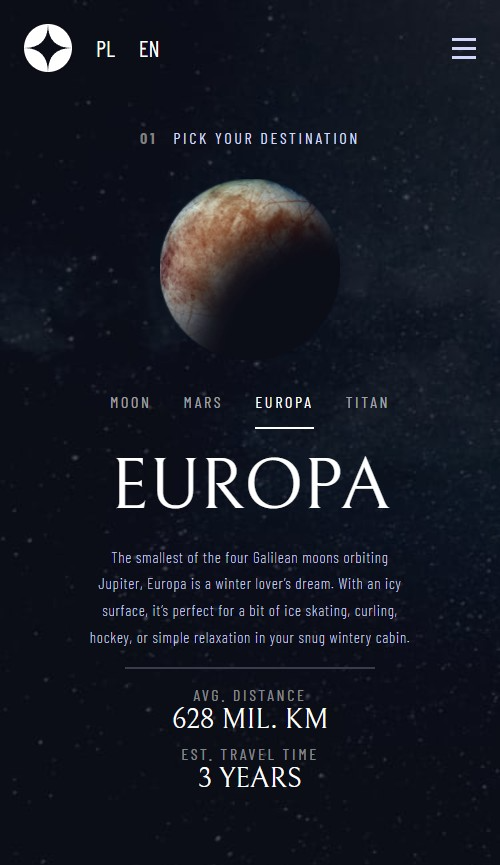 PL EN
01 PICK YOUR DESTINATION
MOON MARS EUROPA TITAN
EUROPA
The smallest of the four Galilean moons orbiting
Jupiter, Europa is a winter lover’s dream. With an icy
surface, it’s perfect for a bit of ice skating, curling,
hockey, or simple relaxation in your snug wintery cabin.
AVG. DISTANCE
628 MIL. KM
EST. TRAVEL TIME
3 YEARS